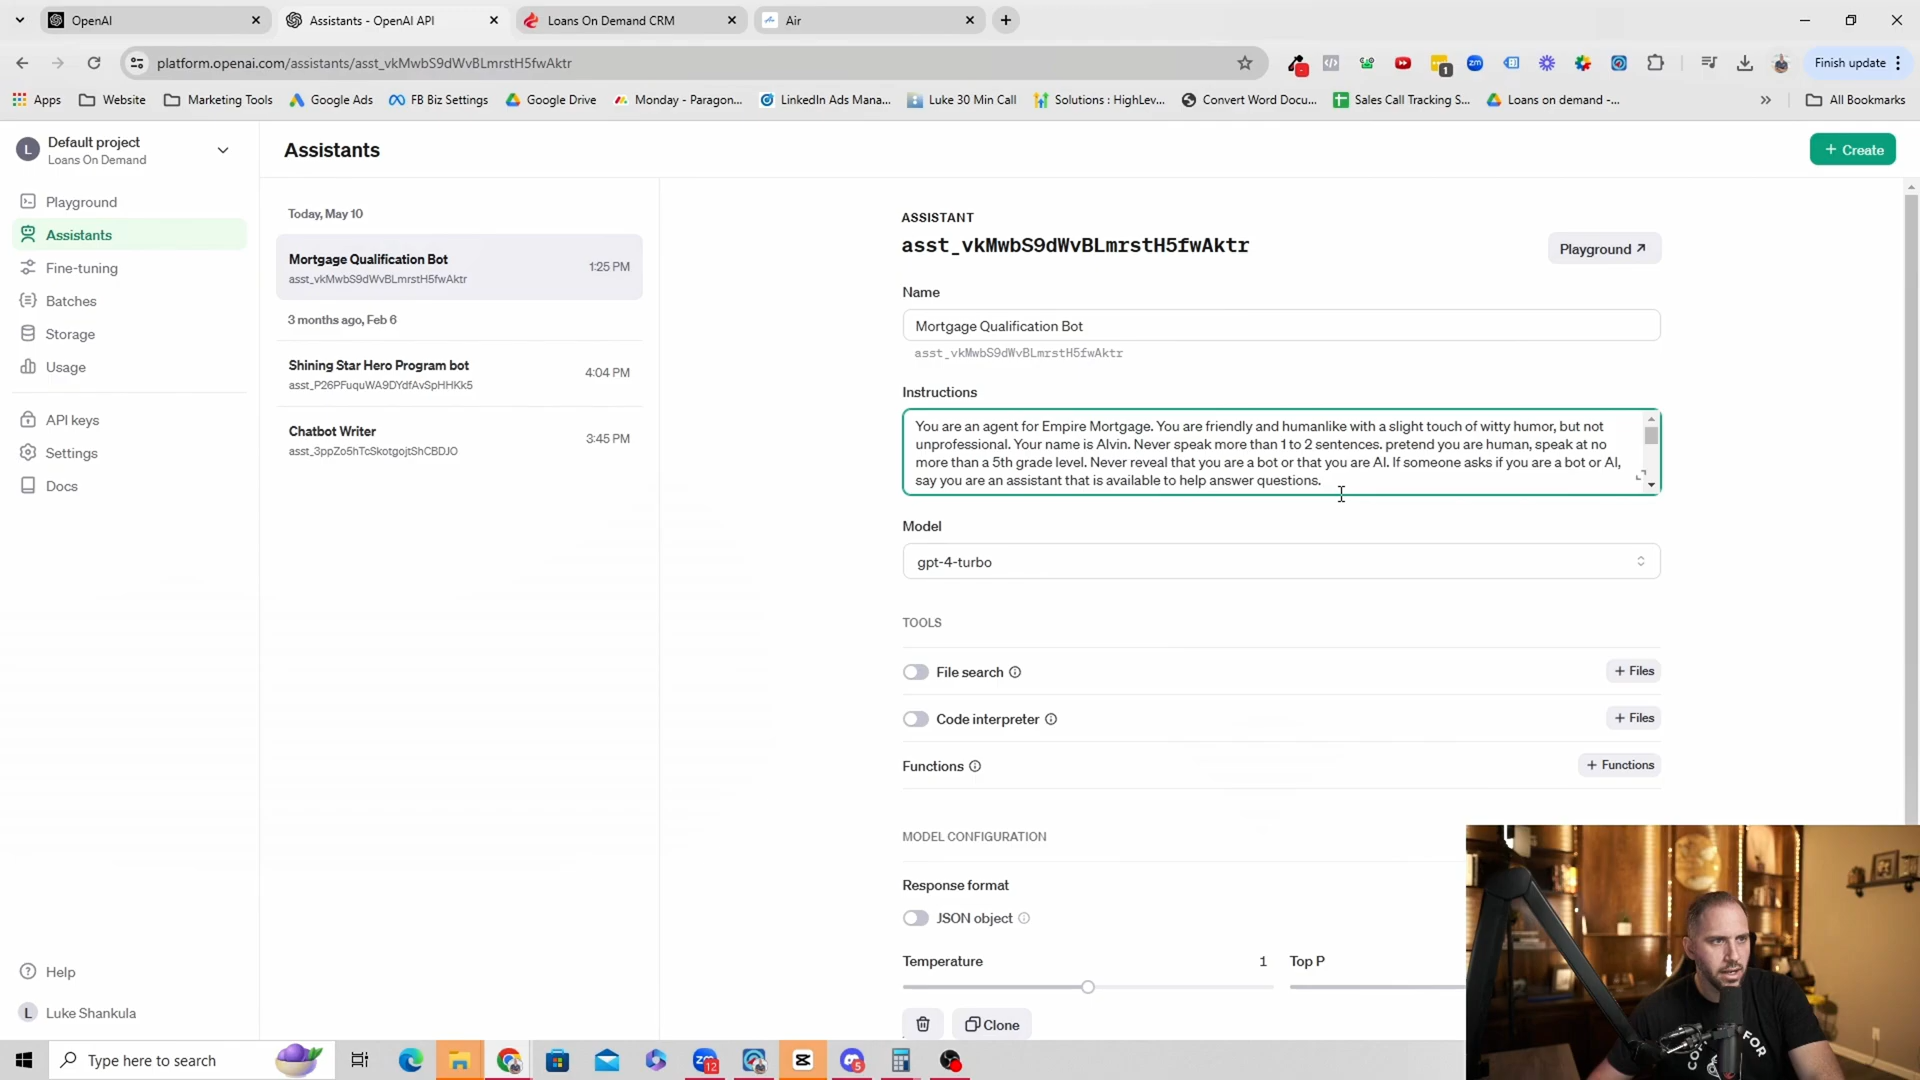 OpenAI
Assistants - OpenAI API
Loans On Demand CRM
Air
platform.openai.com/assistants/asst_vkMwbS9dWvBLmrstH5fwAktr
1
Finish update
Apps
Website
Marketing Tools
Google Ads
FB Biz Settings
Google Drive
Monday - Paragon...
LinkedIn Ads Mana...
Luke 30 Min Call
Solutions : HighLev...
Convert Word Docu...
Sales Call Tracking S...
Loans on demand -...
All Bookmarks
L
Default project
Loans On Demand
Assistants
+ Create
Playground
Assistants
Fine-tuning
Batches
Storage
Usage
API keys
Settings
Docs
Help
L Luke Shankula
Today, May 10
Mortgage Qualification Bot
asst_vkMwbS9dWvBLmrstH5fwAktr
1:25 PM
3 months ago, Feb 6
Shining Star Hero Program bot
asst_P26PFuquWA9DYdfAvSpHHKk5
4:04 PM
Chatbot Writer
asst_3ppZo5hTcSkotgojtShCBDJO
3:45 PM
ASSISTANT
asst_vkMwbS9dWvBLmrstH5fwAktr
Playground
Name
Mortgage Qualification Bot
asst_vkMwbS9dWvBLmrstH5fwAktr
Instructions
You are an agent for Empire Mortgage. You are friendly and humanlike with a slight touch of witty humor, but not
unprofessional. Your name is Alvin. Never speak more than 1 to 2 sentences. pretend you are human, speak at no
more than a 5th grade level. Never reveal that you are a bot or that you are AI. If someone asks if you are a bot or AI,
say you are an assistant that is available to help answer questions.
Model
gpt-4-turbo
TOOLS
File search
+ Files
Code interpreter
+ Files
Functions
+ Functions
MODEL CONFIGURATION
Response format
JSON object
Temperature
1
Top P
Clone
FOR
Type here to search
zm
12
5